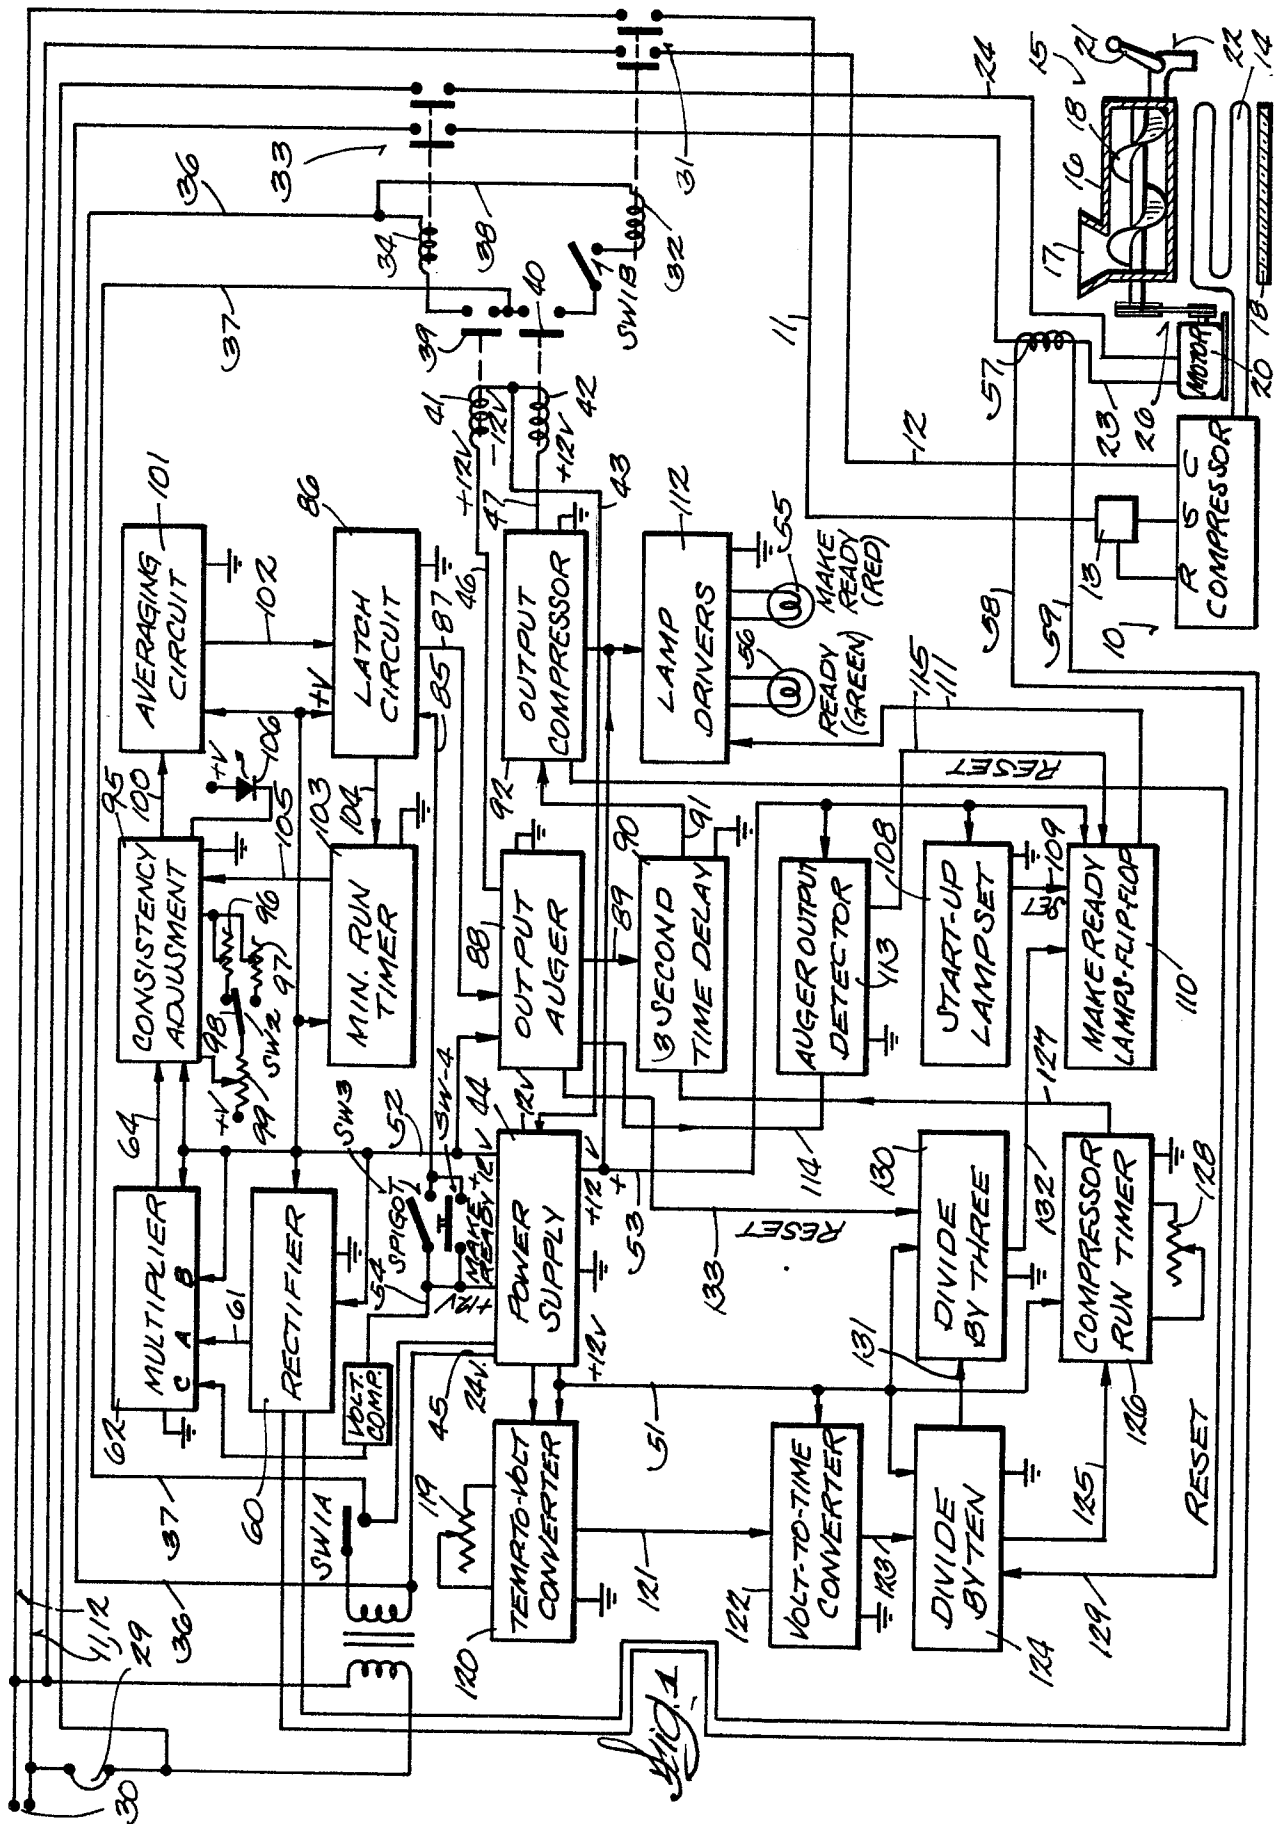 36
33
24
15
21
22
14
37
34
38
31
16
18
17
39
40
SW1B
32
11
57
18
20
MOTOR
26
41
-12V
42
+12V
+12V
47
43
12
23
101
AVERAGING
CIRCUIT
102
86
LATCH
CIRCUIT
87
85
46
OUTPUT
COMPRESSOR
112
LAMP
DRIVERS
55
MAKE
READY
(RED)
56
READY
(GREEN)
58
59
13
10
R S C
COMPRESSOR
95
100
+V
106
+V
105
103
104
92
91
115
111
RESET
CONSISTENCY
ADJUSTMENT
96
97
98
SW2
99
+V
MIN. RUN
TIMER
88
OUTPUT
AUGER
89
90
3 SECOND
TIME DELAY
AUGER OUTPUT
DETECTOR
108
113
START-UP
LAMP SET
109
SET
MAKE READY
LAMPS-FLIP-FLOP
110
64
SW3
52
SW-4
44
-12V
127
62
MULTIPLIER
C A B
61
RECTIFIER
60
54
SPIGOT
MAKE
READY
+12V
+12V
POWER
SUPPLY
+12 V
+
53
114
133
RESET
130
DIVIDE
BY THREE
132
COMPRESSOR
RUN TIMER
128
VOLT.
COMP.
45
24V.
+12V
131
126
37
SW1A
119
TEMP.-TO-VOLT
CONVERTER
120
51
121
VOLT-TO-TIME
CONVERTER
122
123
DIVIDE
BY TEN
124
125
RESET
129
12
11
29
36
30
Fig. 1